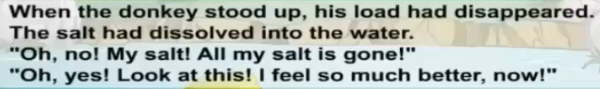 When the donkey stood up, his load had disappeared.
The salt had dissolved into the water.
"Oh, no! My salt! All my salt is gone!"
"Oh, yes! Look at this! I feel so much better, now!"